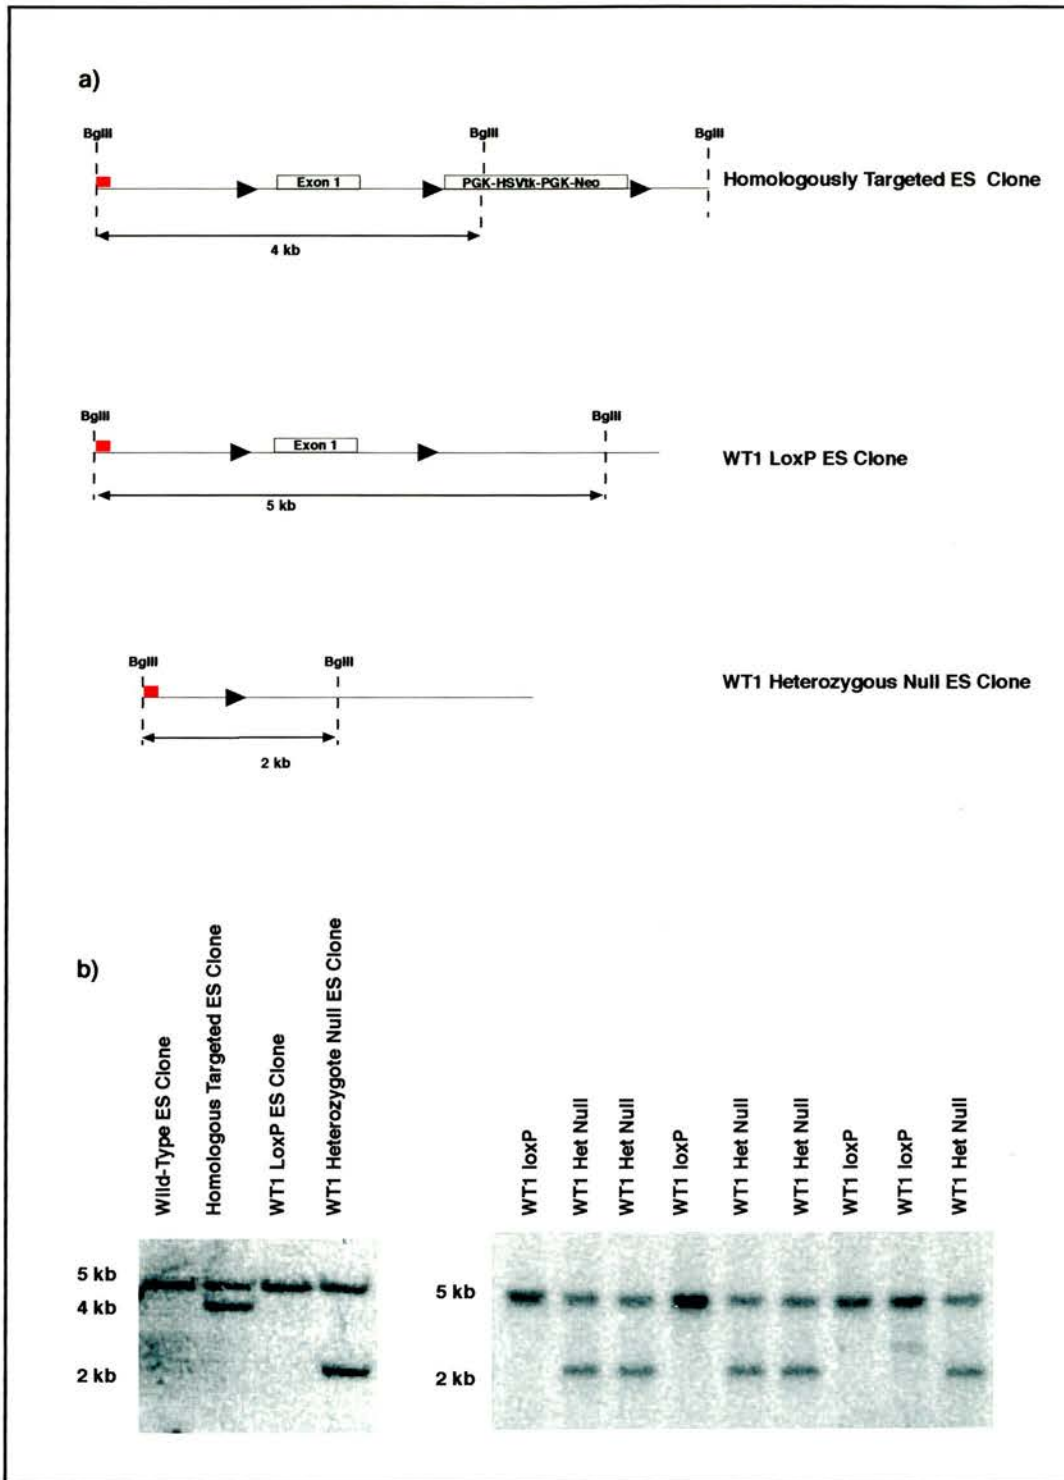 a)
BglII BglII BglII
Exon 1 PGK-HSVtk-PGK-Neo Homologously Targeted ES Clone
4 kb
BglII BglII
Exon 1
WT1 LoxP ES Clone
5 kb
BglII BglII
WT1 Heterozygous Null ES Clone
2 kb
b)
Wild-Type ES Clone
Homologous Targeted ES Clone
WT1 LoxP ES Clone
WT1 Heterozygote Null ES Clone
WT1 loxP
WT1 Het Null
WT1 Het Null
WT1 loxP
WT1 Het Null
WT1 Het Null
WT1 loxP
WT1 loxP
WT1 Het Null
5 kb
4 kb
2 kb
5 kb
2 kb